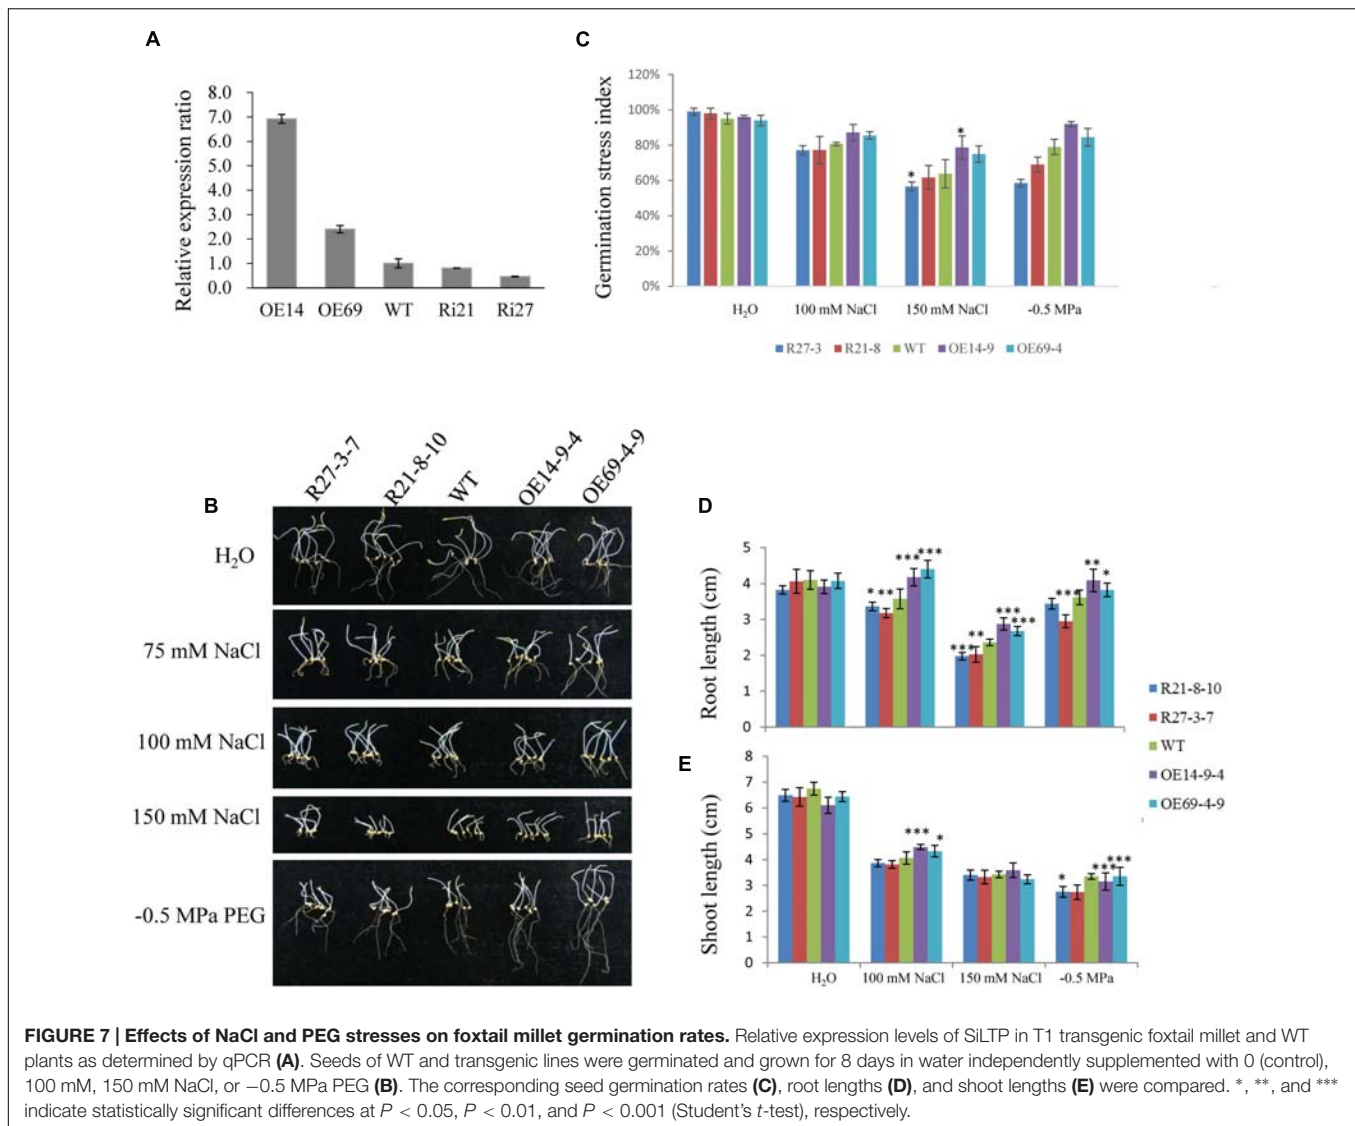 A
Relative expression ratio
8.0
7.0
6.0
5.0
4.0
3.0
2.0
1.0
0.0
OE14 OE69 WT Ri21 Ri27
C
Germination stress index
120%
100%
80%
60%
40%
20%
0%
*
*
H₂O 100 mM NaCl 150 mM NaCl -0.5 MPa
R27-3 R21-8 WT OE14-9 OE69-4
B
R27-3-7 R21-8-10 WT OE14-9-4 OE69-4-9
H₂O
75 mM NaCl
100 mM NaCl
150 mM NaCl
-0.5 MPa PEG
D
Root length (cm)
5
4
3
2
1
0
* ** *** ***
*** ** *** ***
*** ** *
R21-8-10
R27-3-7
WT
OE14-9-4
OE69-4-9
E
Shoot length (cm)
8
7
6
5
4
3
2
1
0
*** *
* *** ***
H₂O 100 mM NaCl 150 mM NaCl -0.5 MPa
FIGURE 7 | Effects of NaCl and PEG stresses on foxtail millet germination rates. Relative expression levels of SiLTP in T1 transgenic foxtail millet and WT
plants as determined by qPCR (A). Seeds of WT and transgenic lines were germinated and grown for 8 days in water independently supplemented with 0 (control),
100 mM, 150 mM NaCl, or −0.5 MPa PEG (B). The corresponding seed germination rates (C), root lengths (D), and shoot lengths (E) were compared. *, **, and ***
indicate statistically significant differences at P < 0.05, P < 0.01, and P < 0.001 (Student's t-test), respectively.